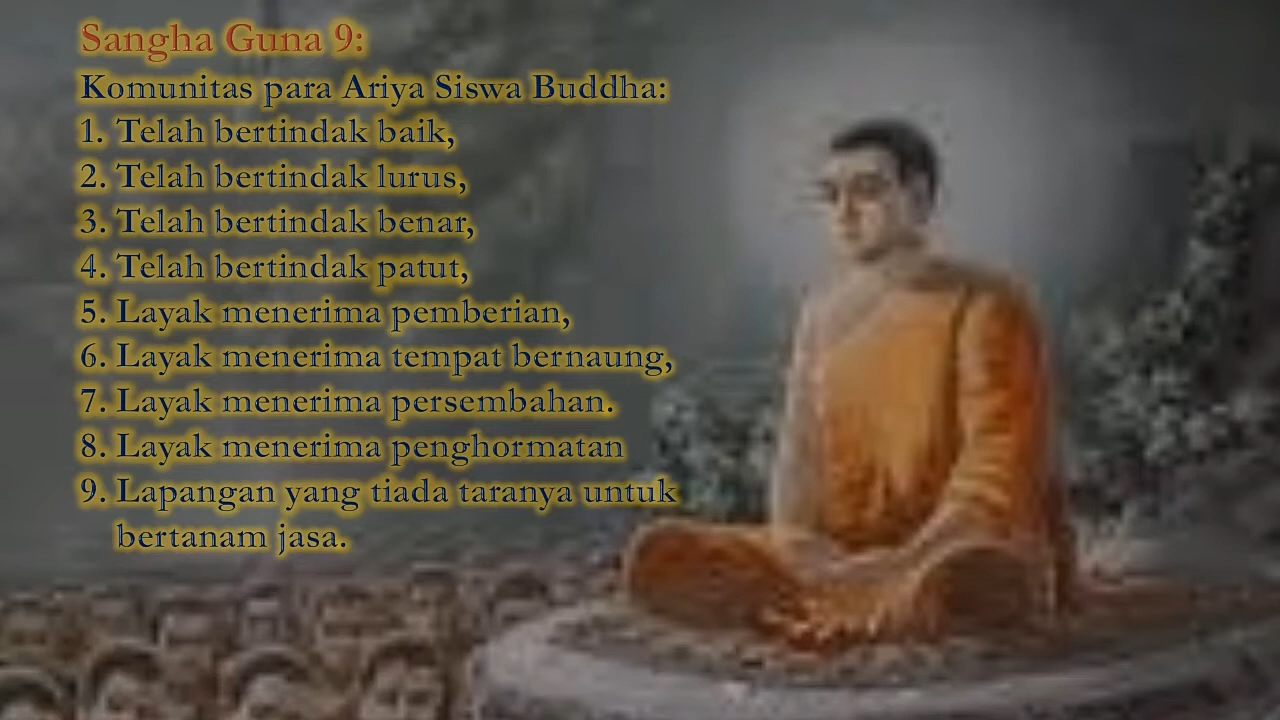 Sangha Guna 9:
Komunitas para Ariya Siswa Buddha:
1. Telah bertindak baik,
2. Telah bertindak lurus,
3. Telah bertindak benar,
4. Telah bertindak patut,
5. Layak menerima pemberian,
6. Layak menerima tempat bernaung,
7. Layak menerima persembahan.
8. Layak menerima penghormatan
9. Lapangan yang tiada taranya untuk
bertanam jasa.